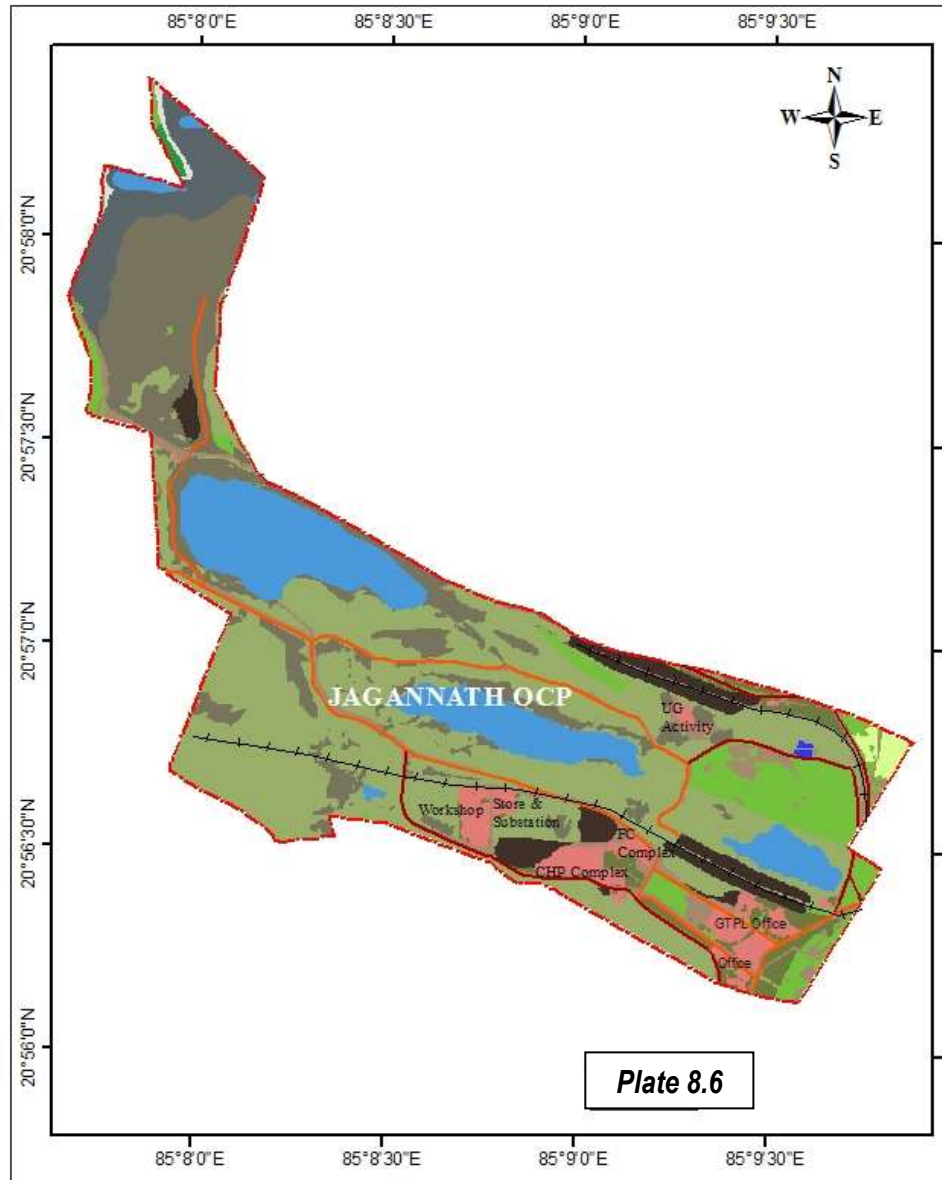 85°8'0"E 85°8'30"E 85°9'0"E 85°9'30"E
N
W E
S
20°58'0"N
20°57'30"N
20°57'0"N
JAGANNATH OCP
UG
Activity
20°56'30"N
Workshop
Store &
Substation
FC
Complex
CHP Complex
GTPL Office
Office
20°56'0"N
Plate 8.6
85°8'0"E 85°8'30"E 85°9'0"E 85°9'30"E